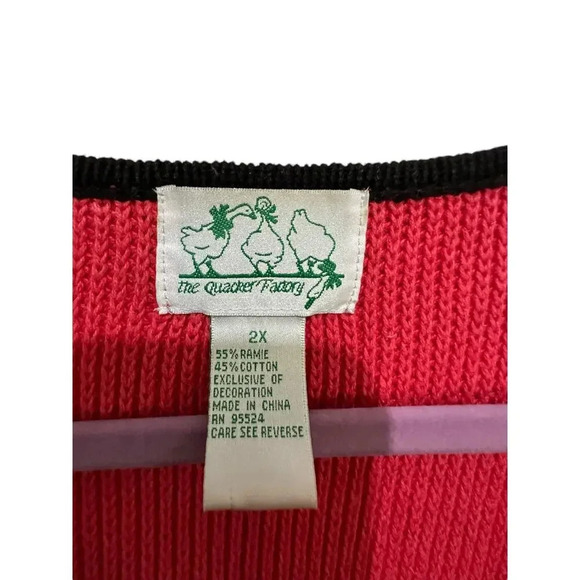 the Quacker Factory
2X
55% RAMIE
45% COTTON
EXCLUSIVE OF
DECORATION
MADE IN CHINA
RN 95524
CARE SEE REVERSE